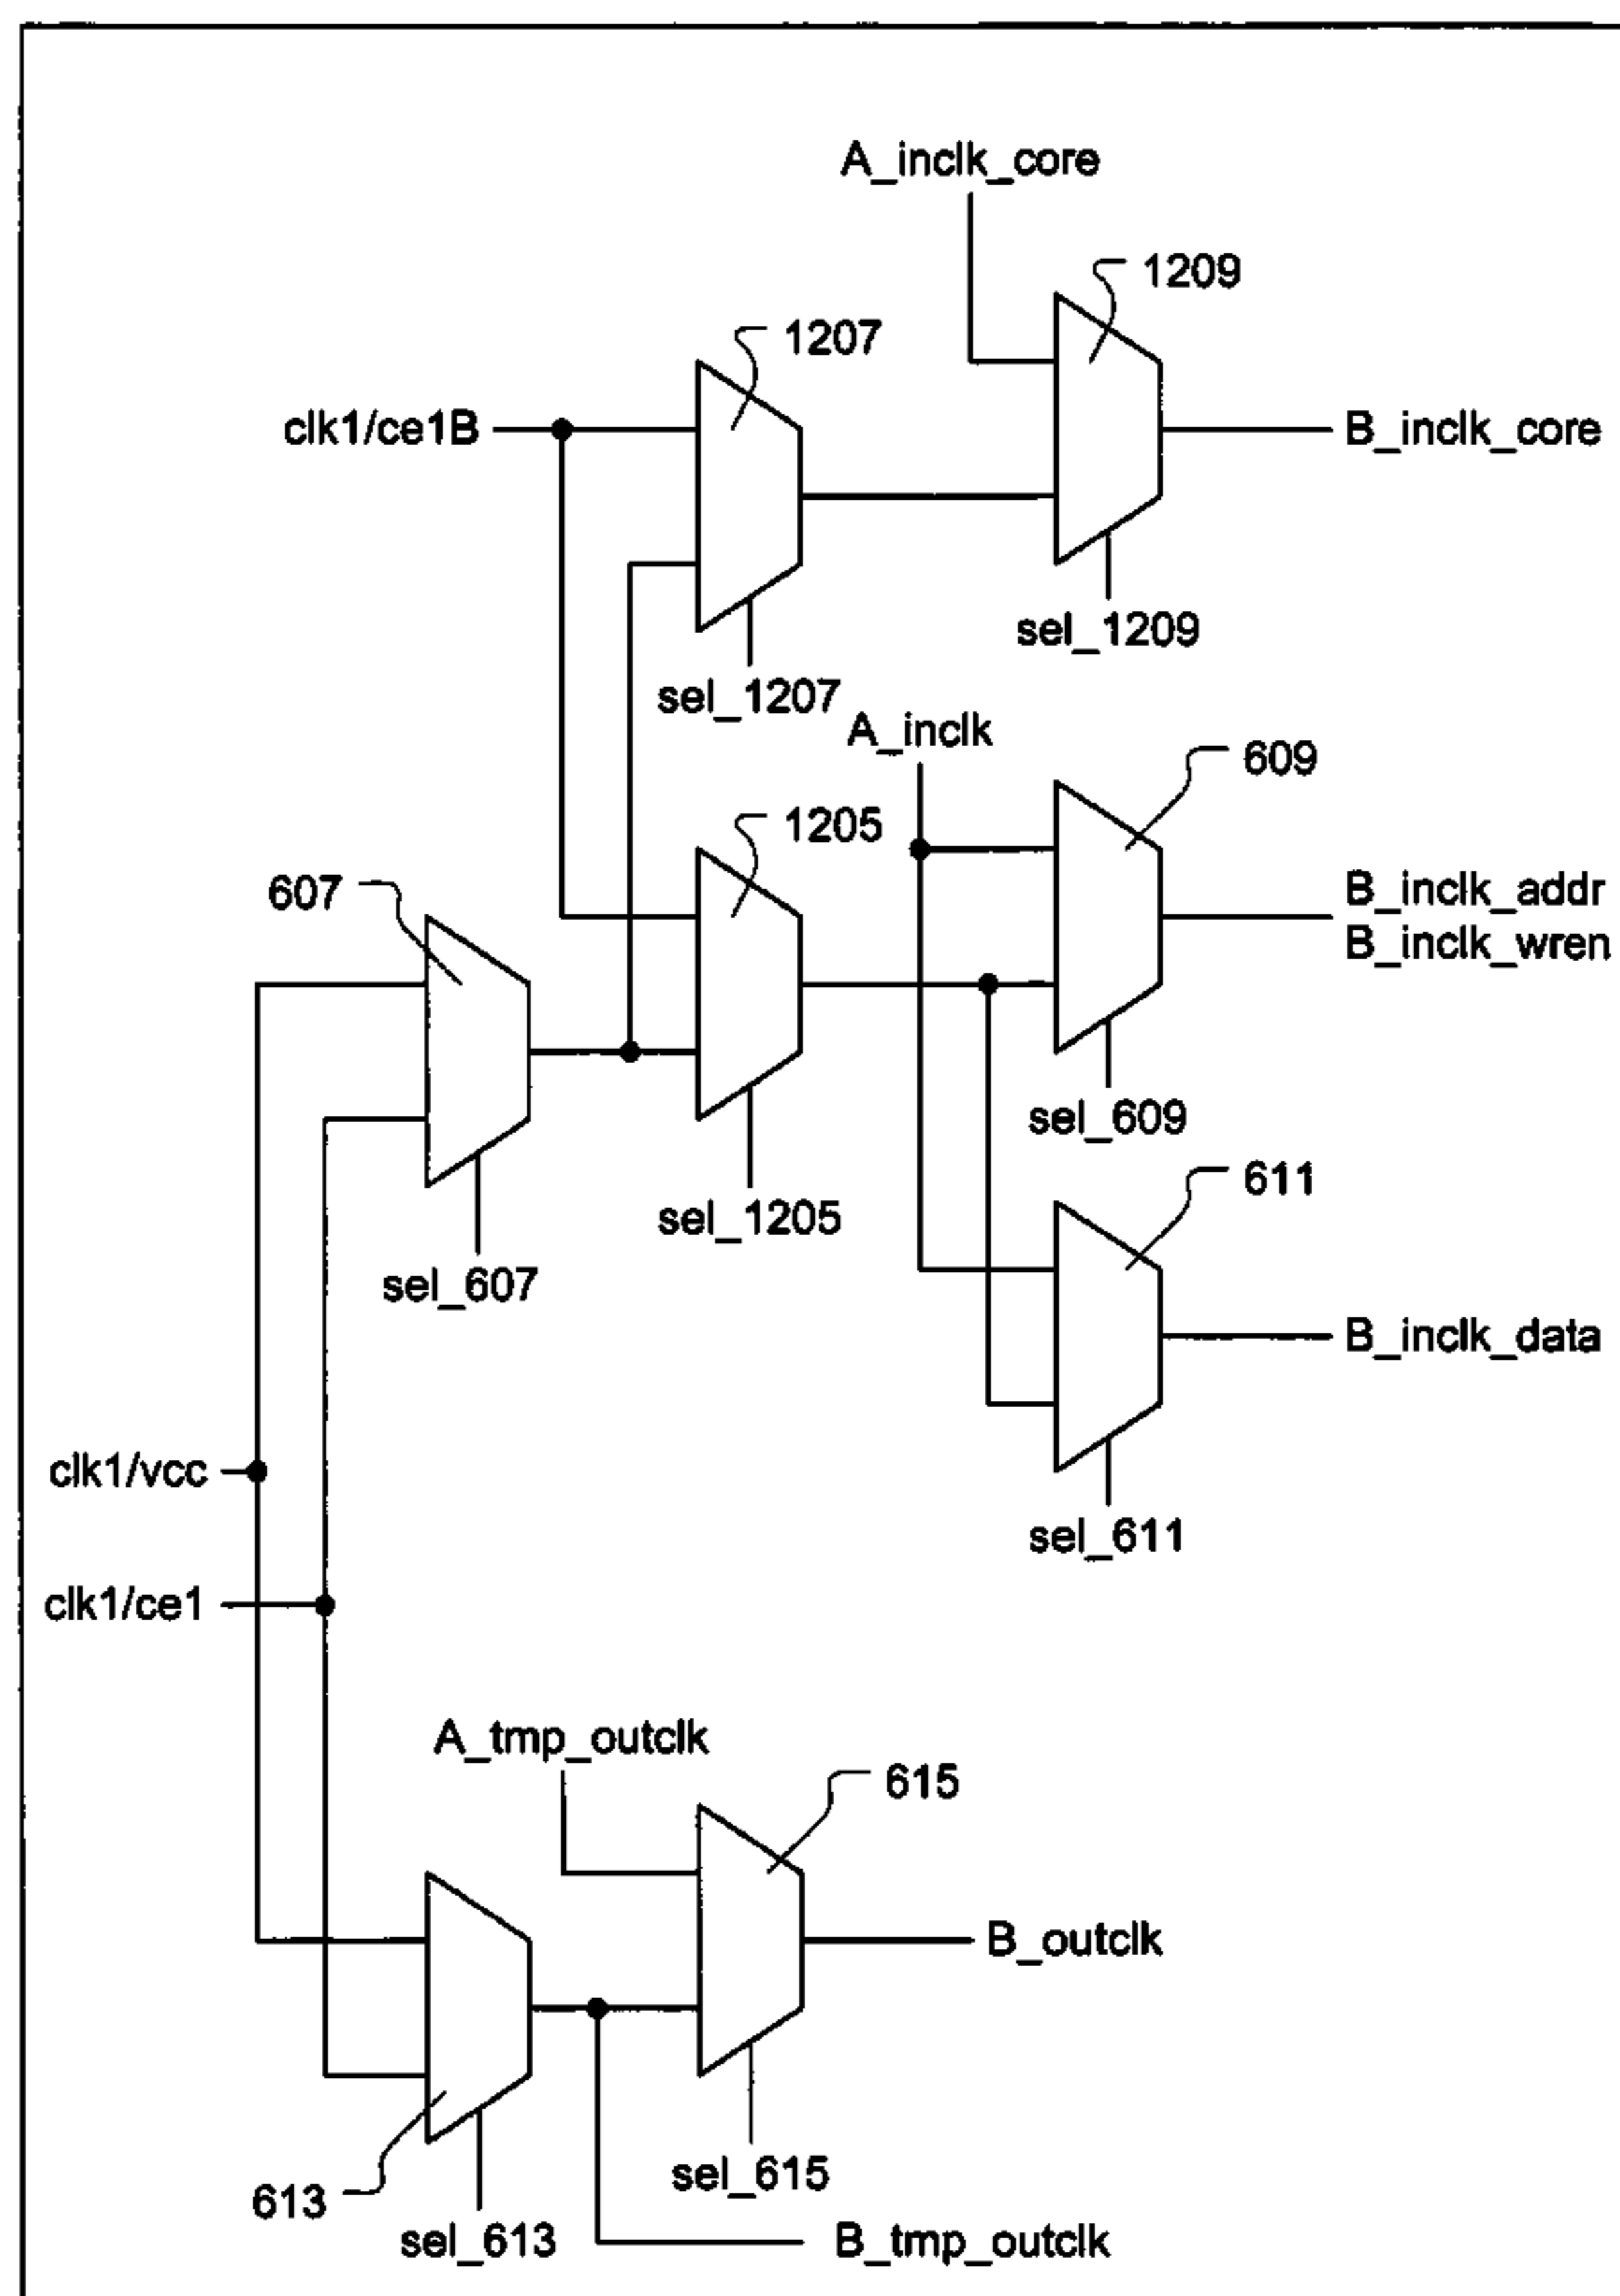 A_inclk_core
1209
1207
clk1/ce1B
B_inclk_core
sel_1209
sel_1207
A_inclk
609
1205
607
B_inclk_addr
B_inclk_wren
sel_609
611
sel_1205
sel_607
B_inclk_data
clk1/vcc
sel_611
clk1/ce1
A_tmp_outclk
615
B_outclk
sel_615
613
sel_613
B_tmp_outclk